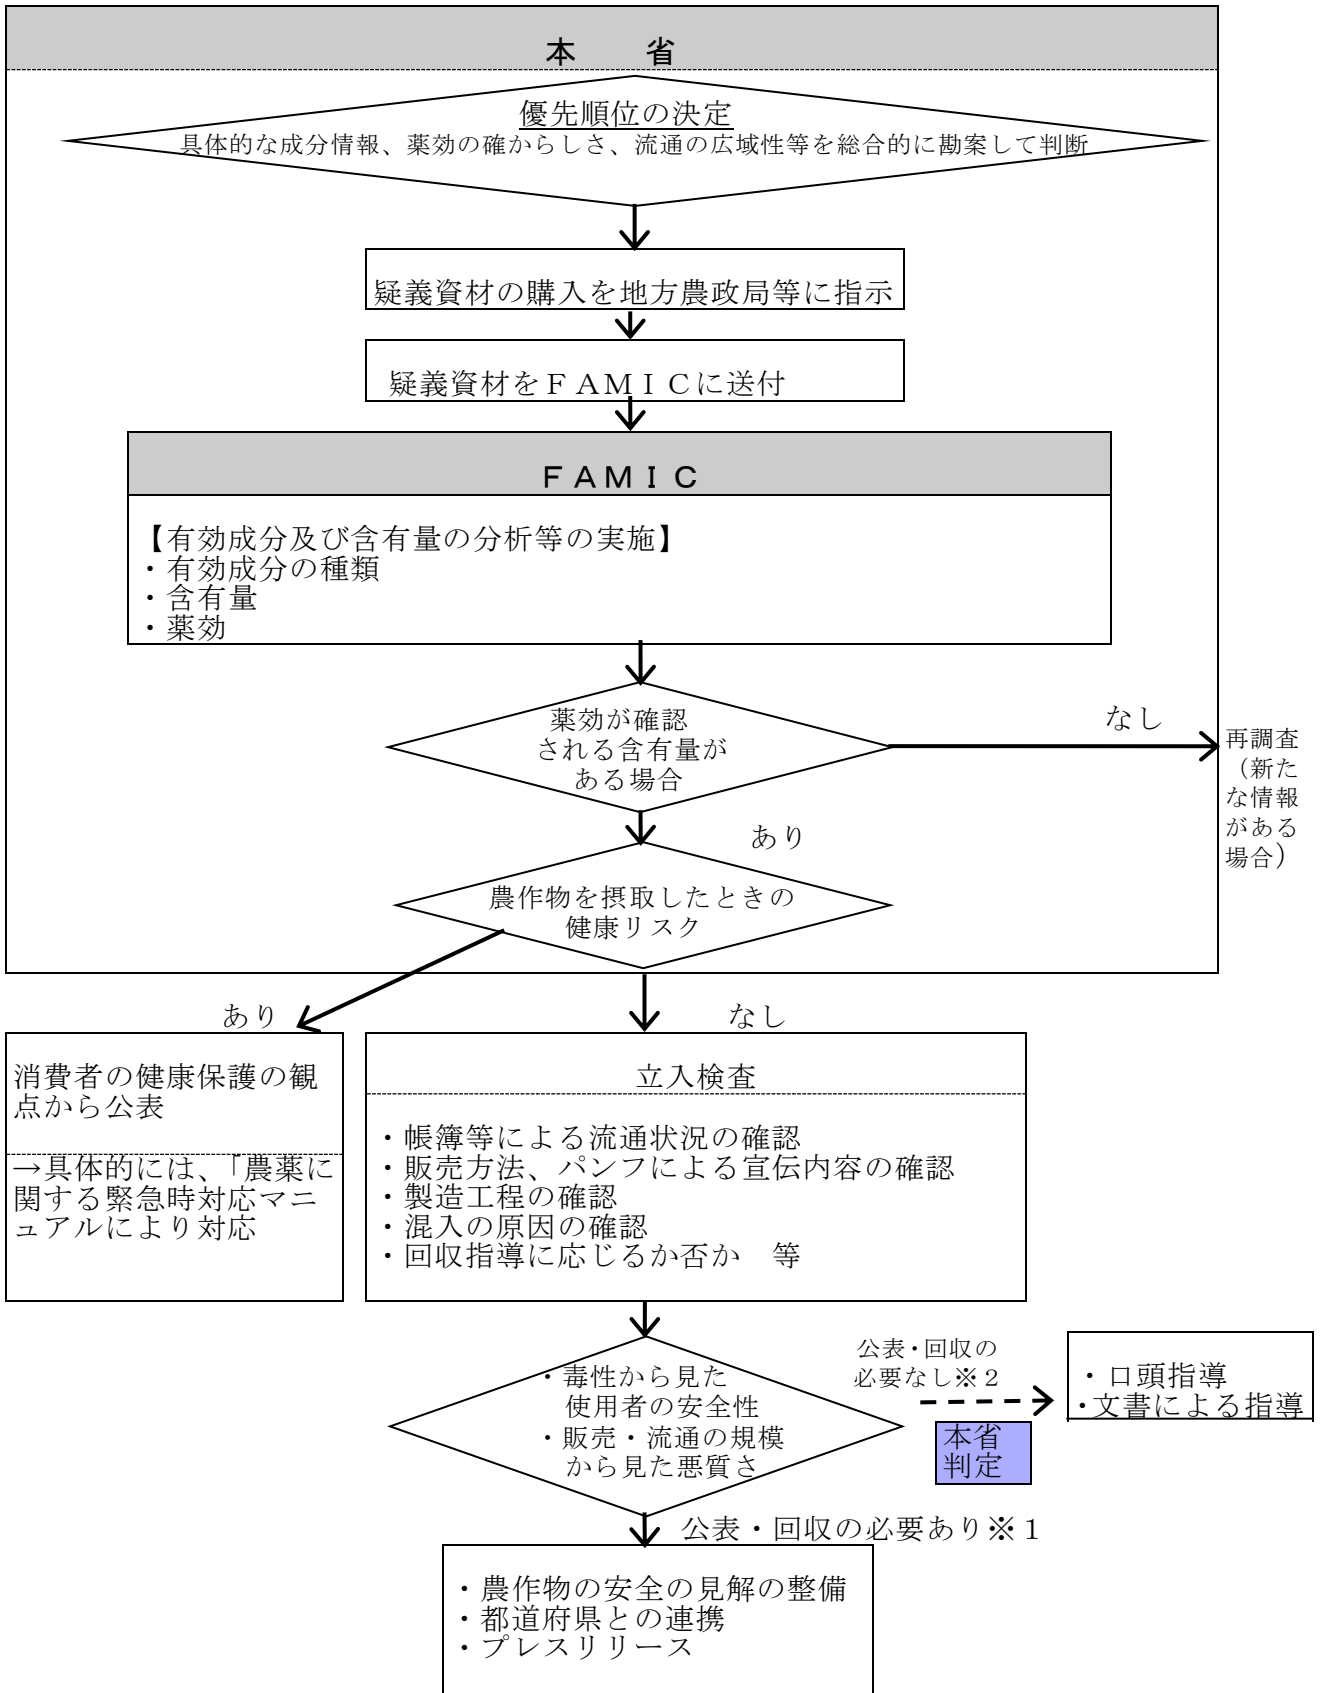 本　省
優先順位の決定
具体的な成分情報、薬効の確からしさ、流通の広域性等を総合的に勘案して判断
疑義資材の購入を地方農政局等に指示
疑義資材をＦＡＭＩＣに送付
ＦＡＭＩＣ
【有効成分及び含有量の分析等の実施】
・有効成分の種類
・含有量
・薬効
薬効が確認
される含有量が
ある場合
なし
再調査
（新た
な情報
がある
場合）
あり
農作物を摂取したときの
健康リスク
あり
なし
消費者の健康保護の観
点から公表
→具体的には、「農薬に
関する緊急時対応マニ
ュアルにより対応
立入検査
・帳簿等による流通状況の確認
・販売方法、パンフによる宣伝内容の確認
・製造工程の確認
・混入の原因の確認
・回収指導に応じるか否か　等
・毒性から見た
使用者の安全性
・販売・流通の規模
から見た悪質さ
公表・回収の
必要なし※２
本省
判定
・口頭指導
・文書による指導
公表・回収の必要あり※１
・農作物の安全の見解の整備
・都道府県との連携
・プレスリリース